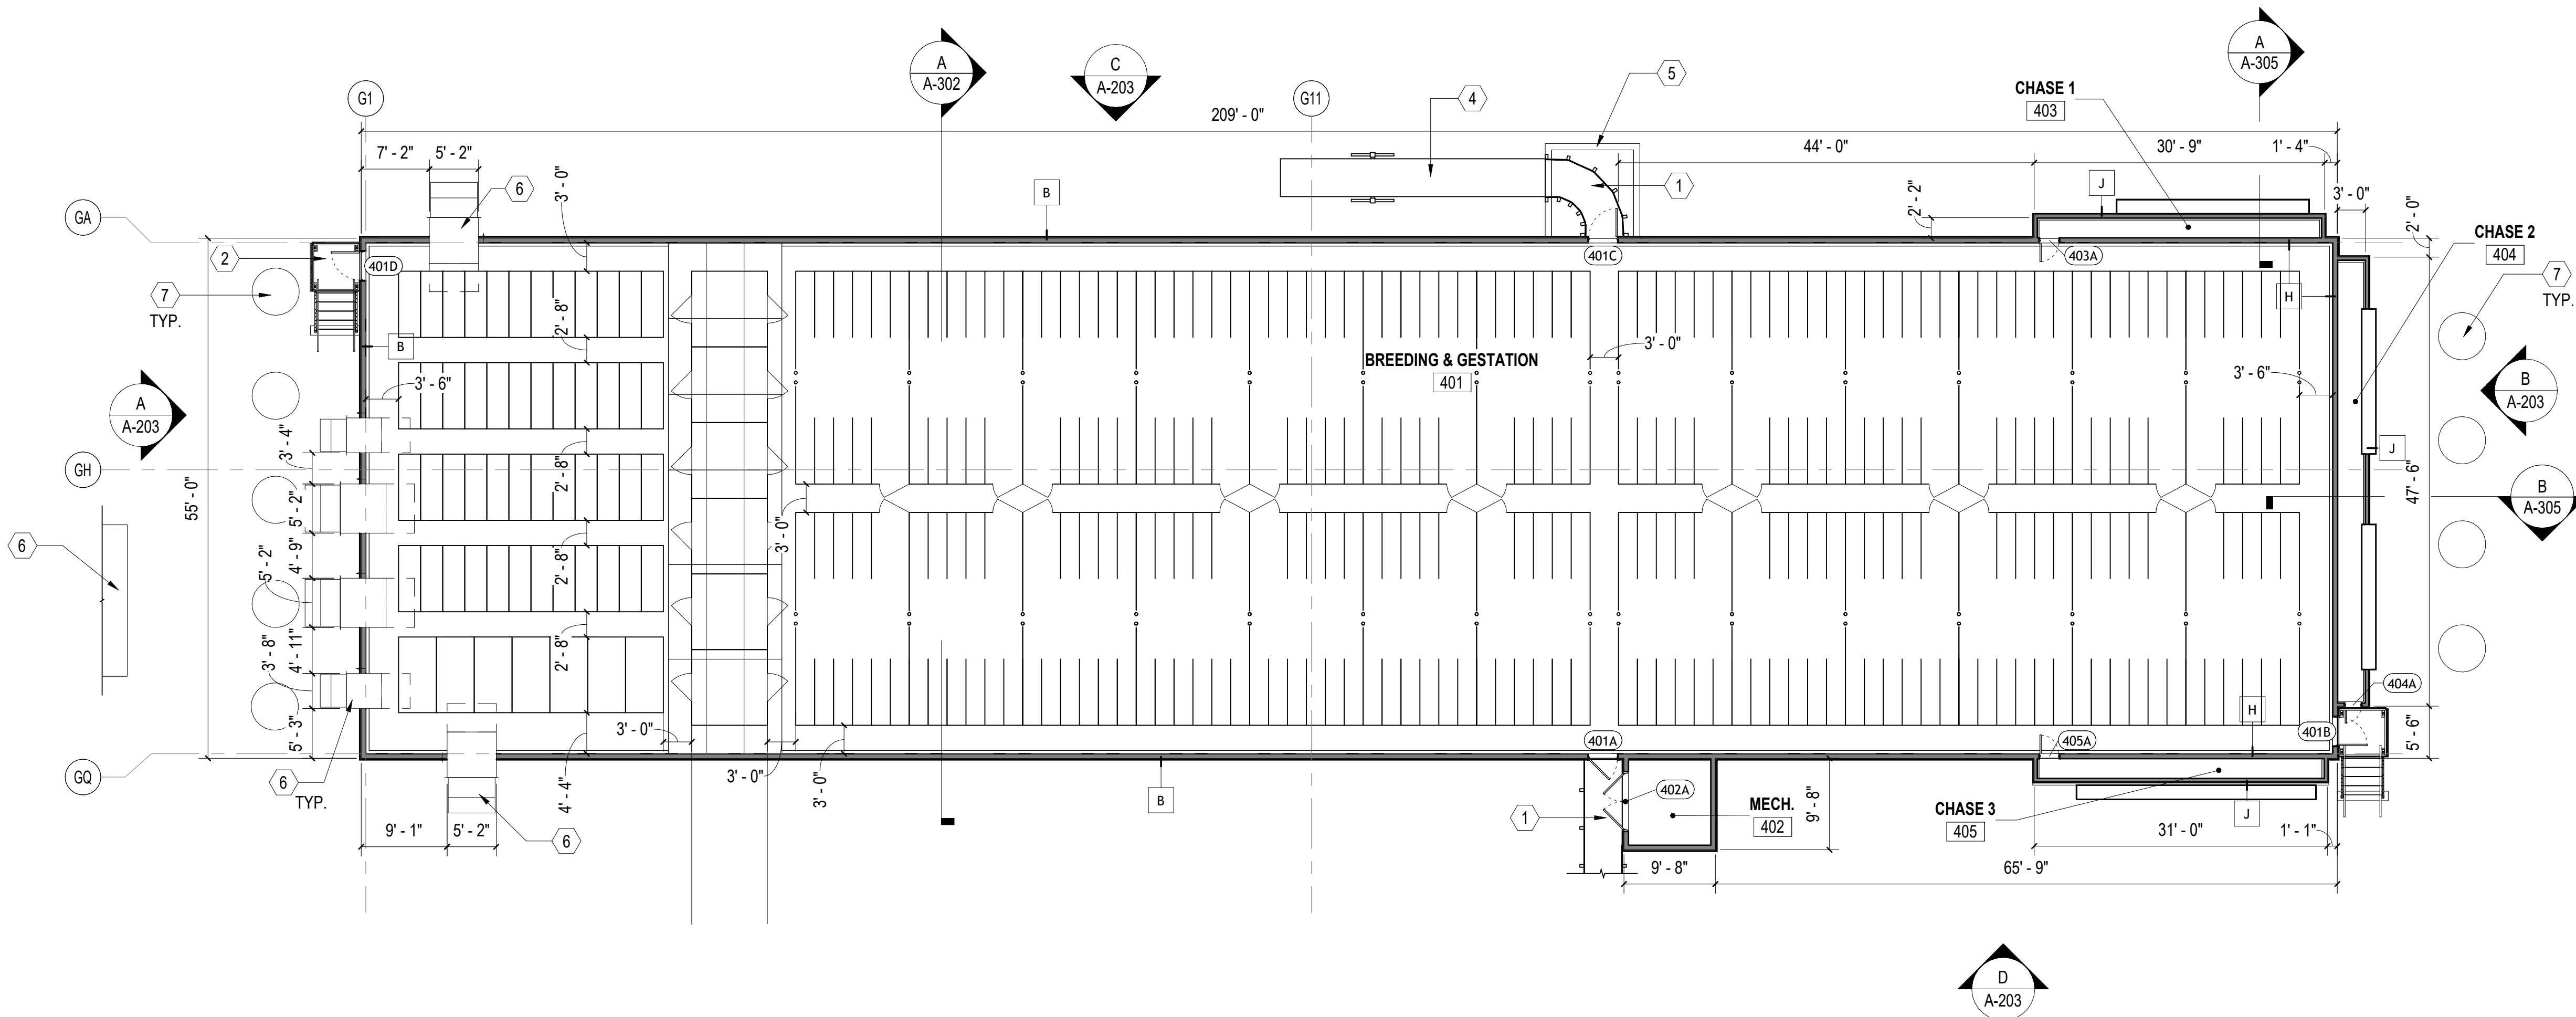 A
A-302
C
A-203
A
A-305
G1
G11
5
4
CHASE 1
403
209' - 0"
7' - 2"
5' - 2"
44' - 0"
30' - 9"
1' - 4"
3' - 0"
6
B
1
J
2' - 2"
3' - 0"
2' - 0"
GA
2
401D
401C
403A
CHASE 2
404
7
TYP.
7
TYP.
H
2' - 8"
B
BREEDING & GESTATION
401
3' - 0"
3' - 6"
3' - 6"
A
A-203
B
A-203
3' - 4"
J
GH
2' - 8"
47' - 6"
55' - 0"
5' - 2"
B
A-305
3' - 0"
6
4' - 9"
5' - 2"
2' - 8"
4' - 11"
3' - 8"
2' - 8"
404A
5' - 3"
3' - 0"
H
401A
405A
401B
5' - 6"
GQ
6
TYP.
3' - 0"
3' - 0"
4' - 4"
B
402A
MECH.
402
9' - 8"
CHASE 3
405
J
1
9' - 1"
5' - 2"
6
31' - 0"
1' - 1"
9' - 8"
65' - 9"
D
A-203